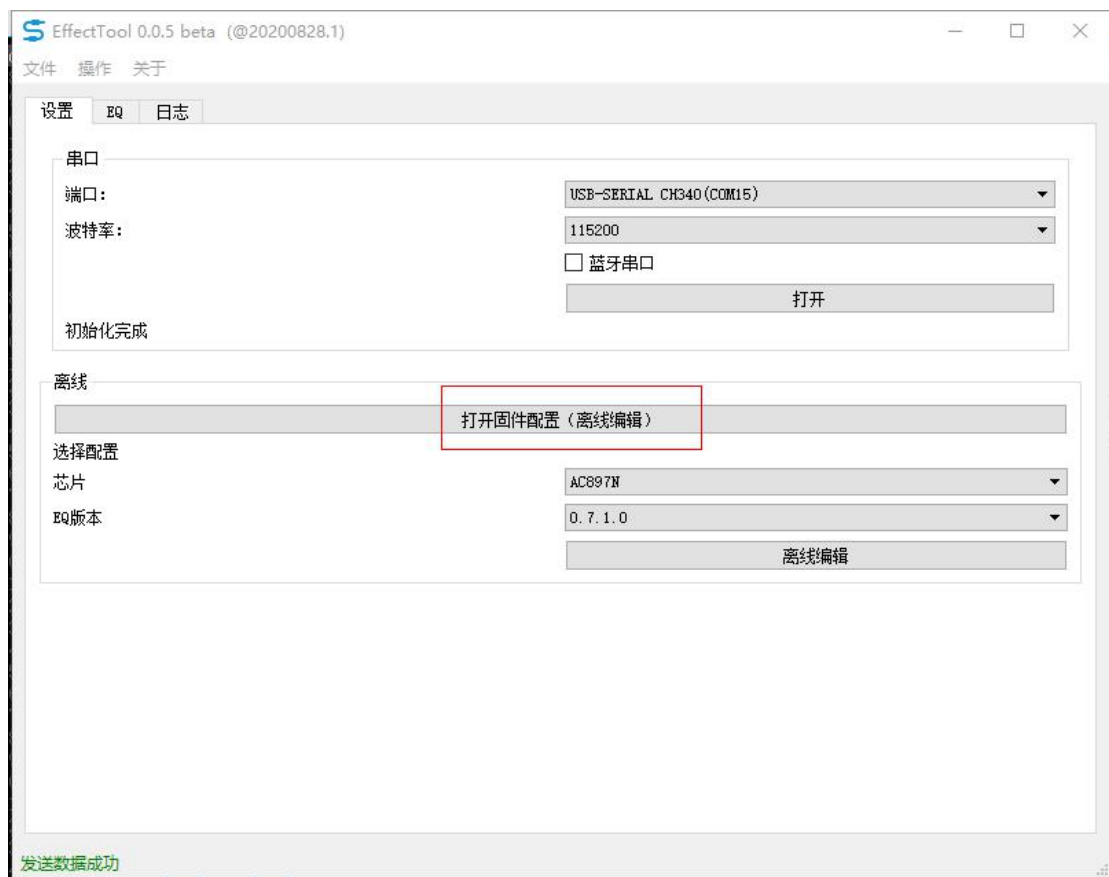 EffectTool 0.0.5 beta (@20200828.1)
文件 操作 关于
设置 EQ 日志
串口
端口: USB-SERIAL CH340(COM15)
波特率: 115200
蓝牙串口
打开
初始化完成
离线
打开固件配置（离线编辑）
选择配置
芯片 AC897N
EQ版本 0.7.1.0
离线编辑
发送数据成功